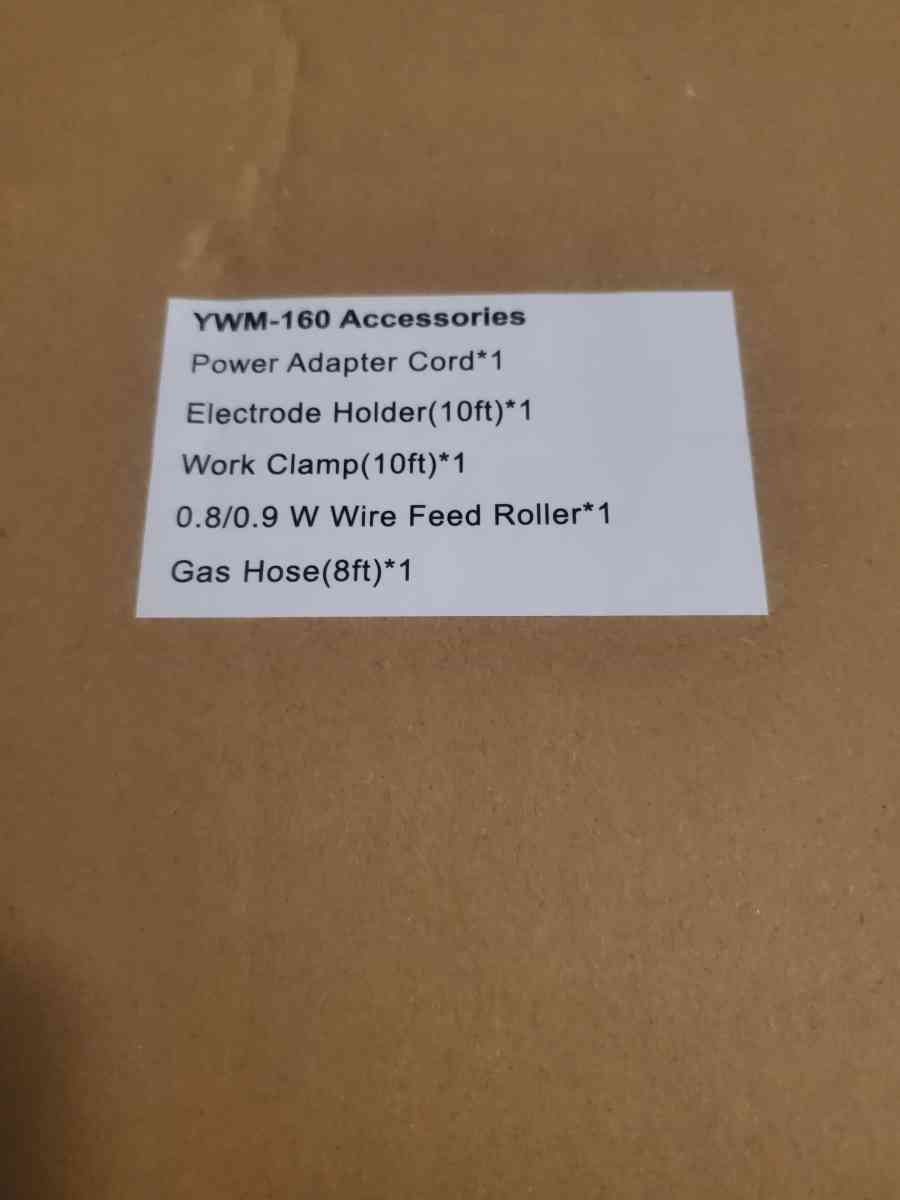 YWM-160 Accessories
Power Adapter Cord*1
Electrode Holder(10ft)*1
Work Clamp(10ft)*1
0.8/0.9 W Wire Feed Roller*1
Gas Hose(8ft)*1